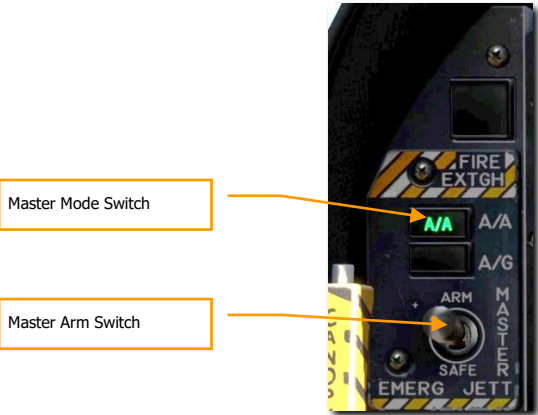 FIRE
EXTGH
Master Mode Switch
A/A
A/A
A/G
ARM
MASTER
Master Arm Switch
SAFE
EMERG JETT